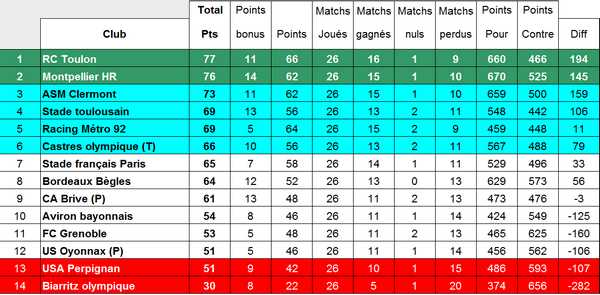 Club Total Pts Points bonus Points Matchs Joués Matchs gagnés Matchs nuls Matchs perdus Points Pour Points Contre Diff
1 RC Toulon 77 11 66 26 16 1 9 660 466 194
2 Montpellier HR 76 14 62 26 15 1 10 670 525 145
3 ASM Clermont 73 11 62 26 15 1 10 659 500 159
4 Stade toulousain 69 13 56 26 13 2 11 548 442 106
5 Racing Métro 92 69 5 64 26 15 2 9 459 448 11
6 Castres olympique (T) 66 10 56 26 13 2 11 567 488 79
7 Stade français Paris 65 7 58 26 14 1 11 529 496 33
8 Bordeaux Bègles 64 12 52 26 13 0 13 629 573 56
9 CA Brive (P) 61 13 48 26 11 2 13 473 476 -3
10 Aviron bayonnais 54 8 46 26 11 1 14 424 549 -125
11 FC Grenoble 53 5 48 26 11 1 14 465 625 -160
12 US Oyonnax (P) 51 5 46 26 11 1 14 456 562 -106
13 USA Perpignan 51 9 42 26 10 1 15 486 593 -107
14 Biarritz olympique 30 8 22 26 5 1 20 374 656 -282